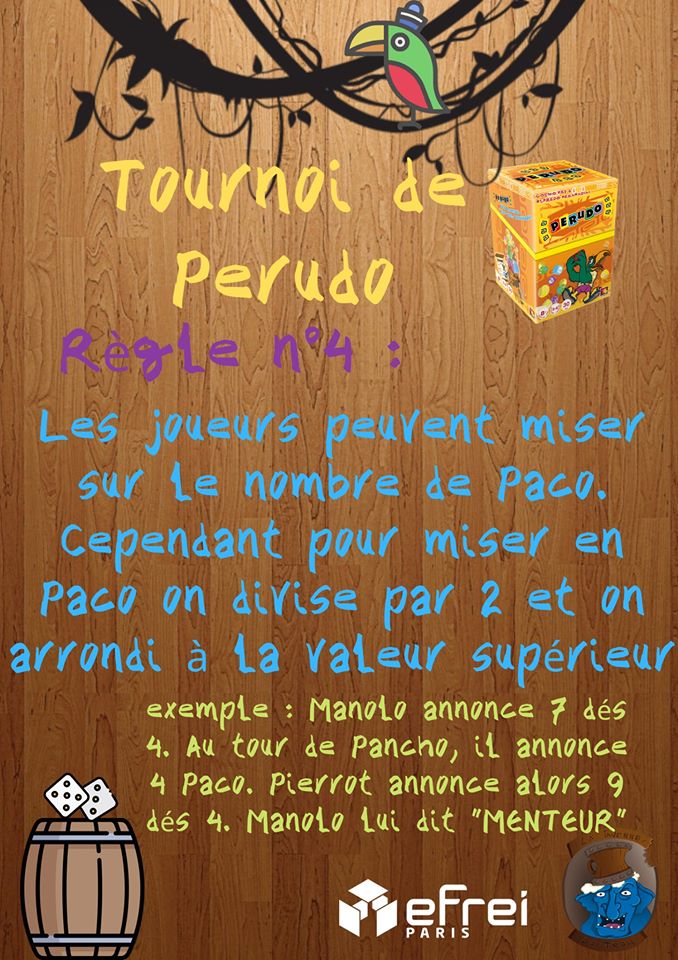 Tournoi de
Perudo
PERUDO
PERUDO
Règle n°4 :
Les joueurs peuvent miser
sur le nombre de Paco.
Cependant pour miser en
Paco on divise par 2 et on
arrondi à la valeur supérieur
exemple : Manolo annonce 7 dés
4. Au tour de Pancho, il annonce
4 Paco. Pierrot annonce alors 9
dés 4. Manolo lui dit "MENTEUR"
efrei
PARIS